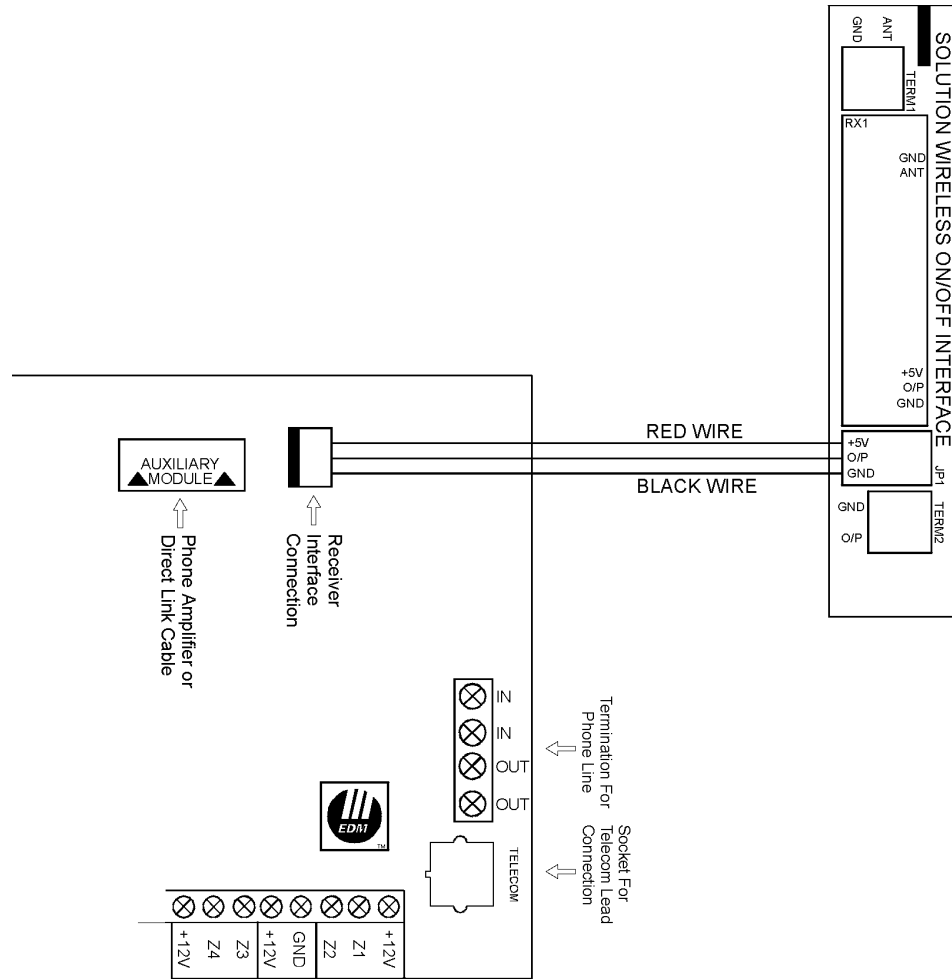 SOLUTION WIRELESS ON/OFF INTERFACE
GND
ANT
TERM1
RX1
GND
ANT
+5V
O/P
GND
RED WIRE
+5V
O/P
GND
JP1
BLACK WIRE
GND
O/P
TERM2
AUXILIARY
MODULE
Phone Amplifier or
Direct Link Cable
Receiver
Interface
Connection
IN
IN
OUT
OUT
Termination For
Phone Line
EDM
TM
TELECOM
Socket For
Telecom Lead
Connection
+12V
Z4
Z3
+12V
GND
Z2
Z1
+12V